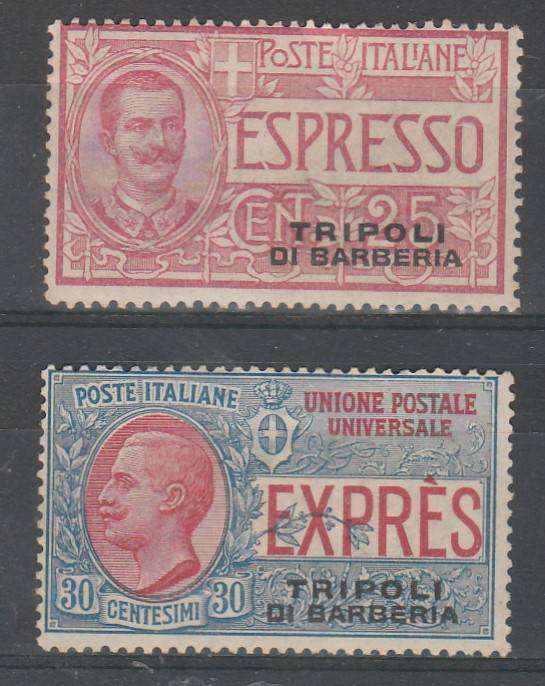 POSTE ITALIANE
ESPRESSO
CENT. 25
TRIPOLI
DI BARBERIA
POSTE ITALIANE
UNIONE POSTALE
UNIVERSALE
EXPRÈS
30 CENTESIMI 30
TRIPOLI
DI BARBERIA